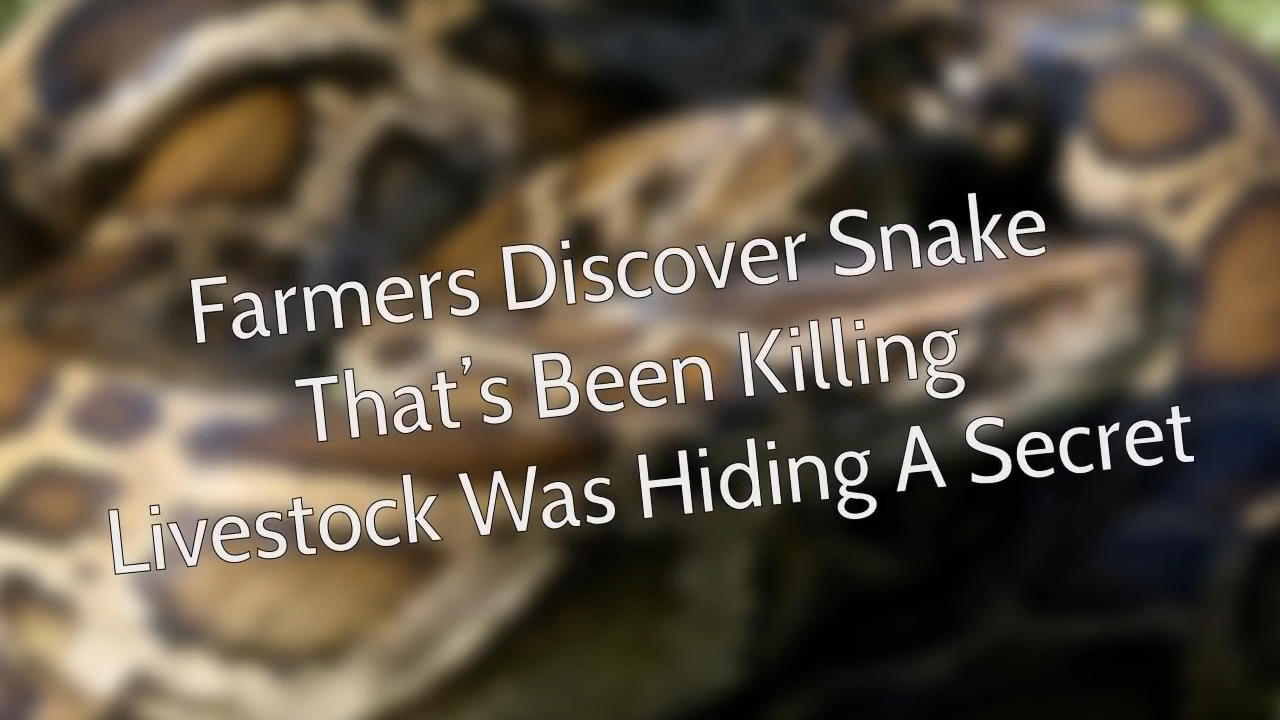 Farmers Discover Snake
That's Been Killing
Livestock Was Hiding A Secret